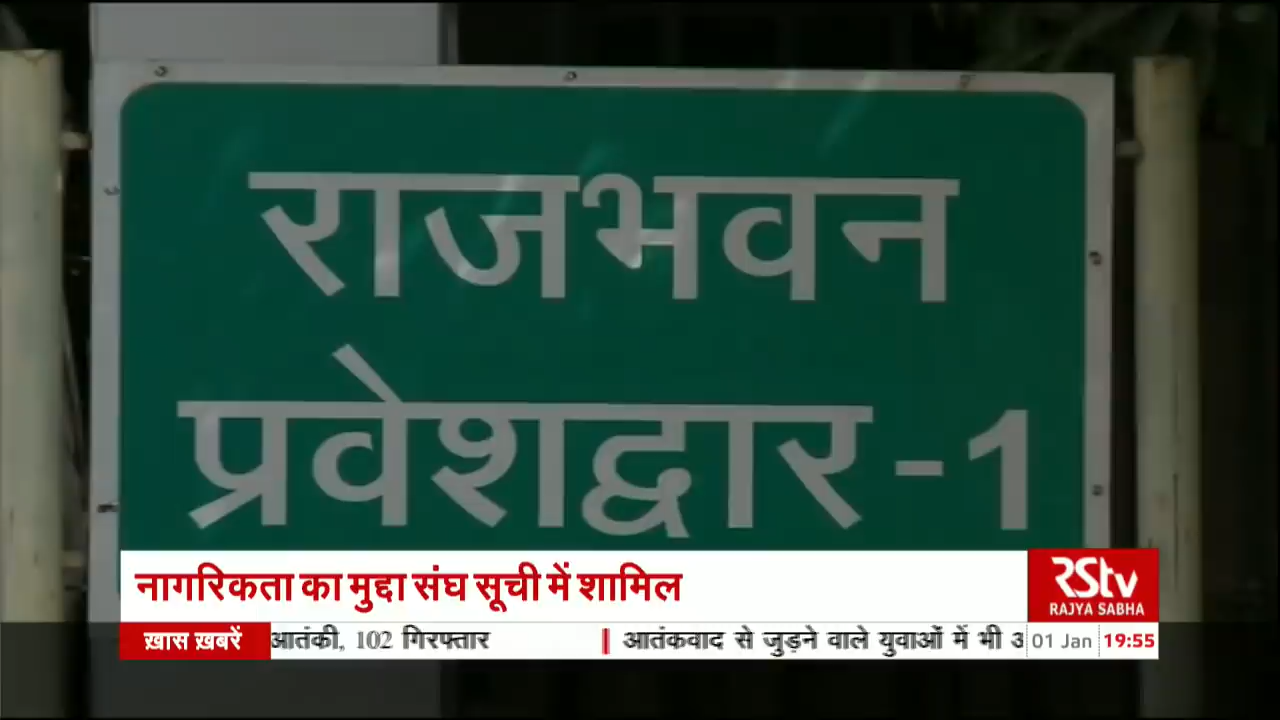 राजभवन
प्रवेशद्वार-1
नागरिकता का मुद्दा संघ सूची में शामिल
RStv
RAJYA SABHA
ख़ास ख़बरें
आतंकी, 102 गिरफ्तार
| आतंकवाद से जुड़ने वाले युवाओं में भी
01 Jan
19:55